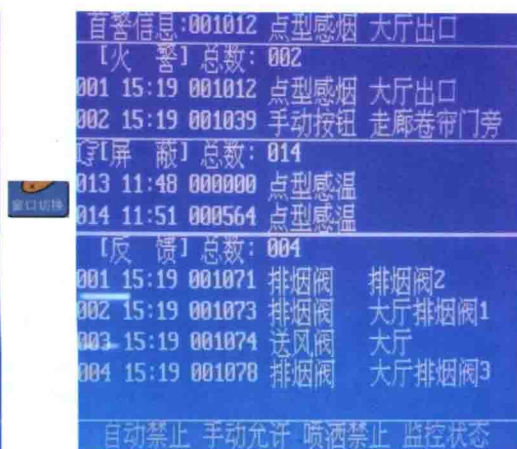 首警信息:001012 点型感烟 大厅出口
【火 警】总数: 002
001 15:19 001012 点型感烟 大厅出口
002 15:19 001039 手动按钮 走廊卷帘门旁
【屏 蔽】总数: 014
013 11:48 000000 点型感温
014 11:51 000564 点型感温
窗口切换
【反 馈】总数: 004
001 15:19 001071 排烟阀 排烟阀2
002 15:19 001073 排烟阀 大厅排烟阀1
003 15:19 001074 送风阀 大厅
004 15:19 001078 排烟阀 大厅排烟阀3
自动禁止 手动允许 喷洒禁止 监控状态